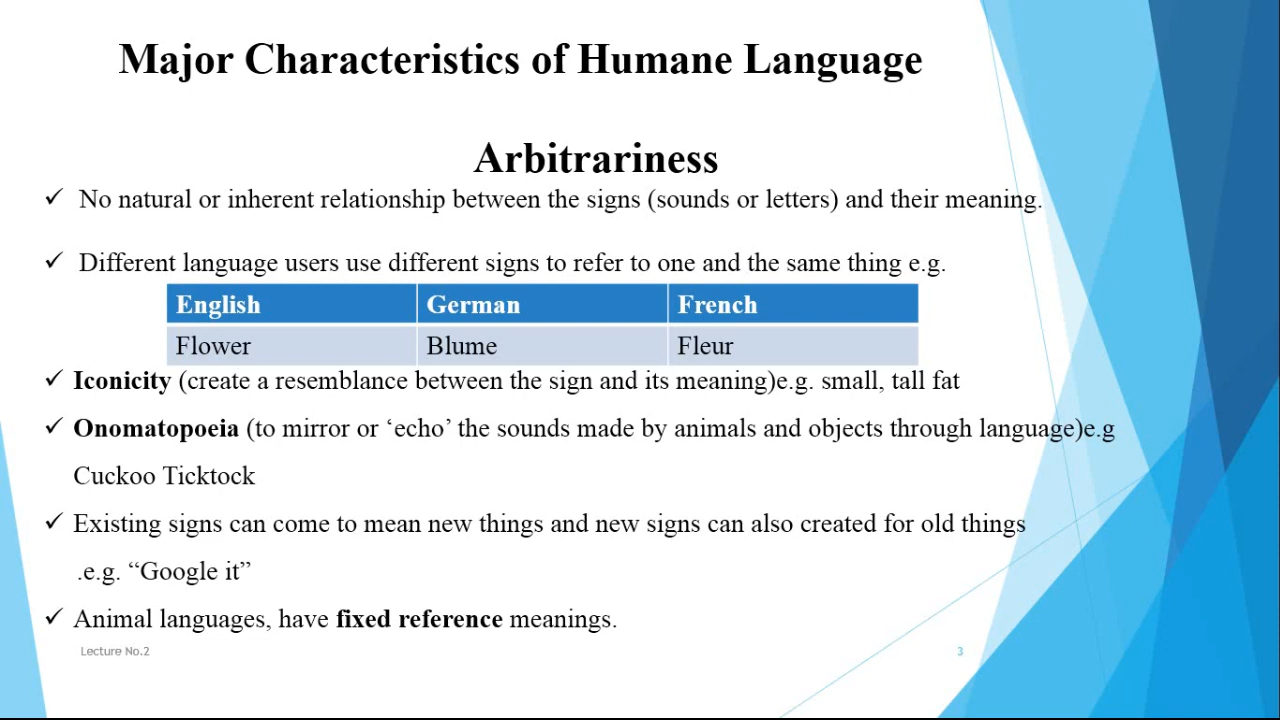 Major Characteristics of Humane Language
Arbitrariness
✓ No natural or inherent relationship between the signs (sounds or letters) and their meaning.
✓ Different language users use different signs to refer to one and the same thing e.g.
English German French
Flower Blume Fleur
✓ Iconicity (create a resemblance between the sign and its meaning)e.g. small, tall fat
✓ Onomatopoeia (to mirror or ‘echo’ the sounds made by animals and objects through language)e.g
Cuckoo Ticktock
✓ Existing signs can come to mean new things and new signs can also created for old things
.e.g. “Google it”
✓ Animal languages, have fixed reference meanings.
Lecture No.2 3